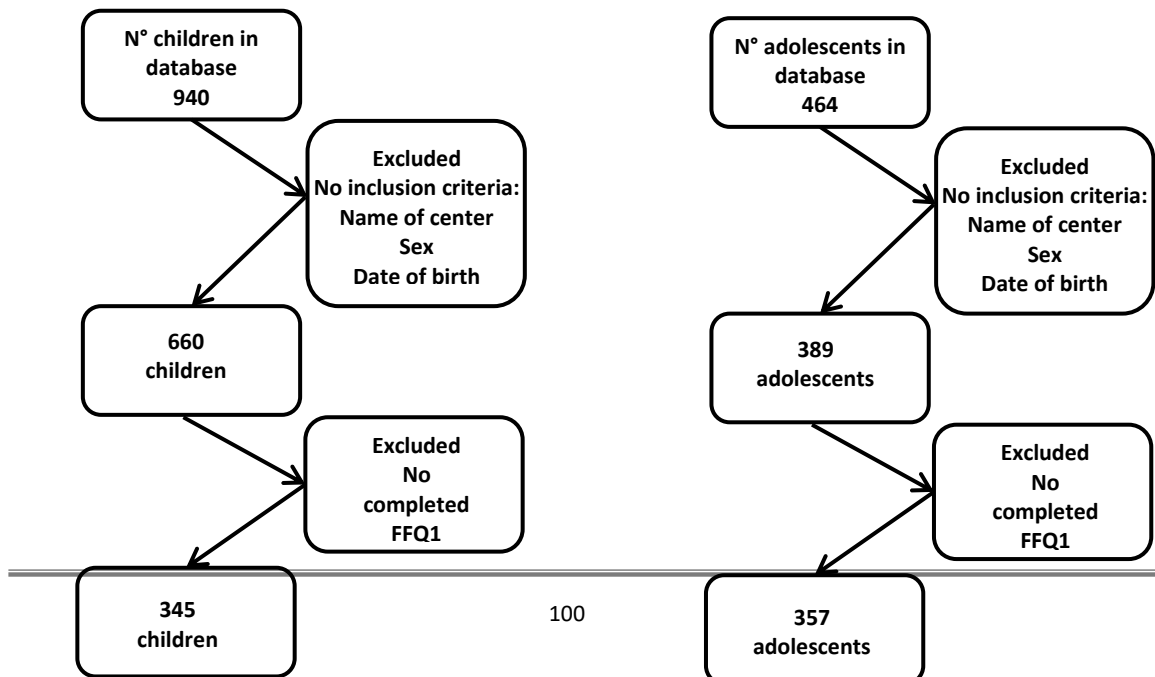 N° children in
database
940
Excluded
No inclusion criteria:
Name of center
Sex
Date of birth
660
children
Excluded
No
completed
FFQ1
345
children
N° adolescents in
database
464
Excluded
No inclusion criteria:
Name of center
Sex
Date of birth
389
adolescents
Excluded
No
completed
FFQ1
357
adolescents
100